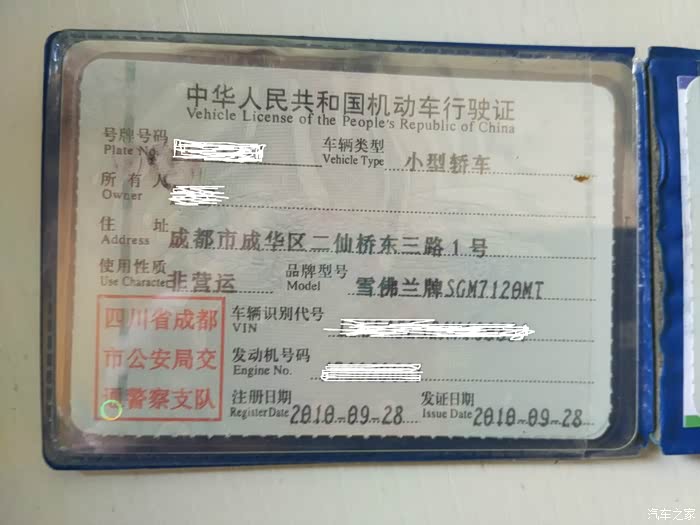 中华人民共和国机动车行驶证
Vehicle License of the People's Republic of China
号牌号码 车辆类型 小型轿车
Plate No. Vehicle Type
所有人
Owner
住址 成都市成华区二仙桥东三路1号
Address
使用性质 非营运 品牌型号 雪佛兰牌SGM7120MT
Use Character Model
四川省成都
市公安局交
警察支队
车辆识别代号
VIN
发动机号码
Engine No.
注册日期 2010-09-28 发证日期 2010-09-28
Register Date Issue Date
汽车之家